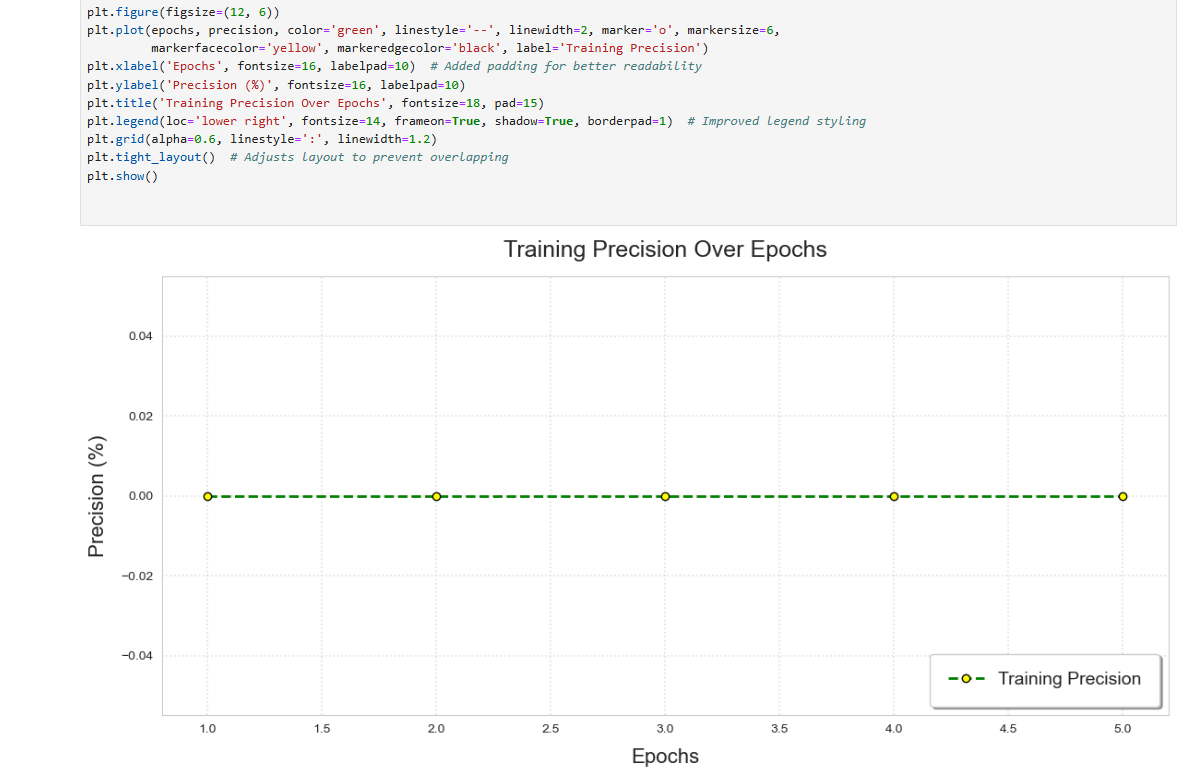 plt.figure(figsize=(12, 6))
plt.plot(epochs, precision, color='green', linestyle='--', linewidth=2, marker='o', markersize=6,
         markerfacecolor='yellow', markeredgecolor='black', label='Training Precision')
plt.xlabel('Epochs', fontsize=16, labelpad=10)  # Added padding for better readability
plt.ylabel('Precision (%)', fontsize=16, labelpad=10)
plt.title('Training Precision Over Epochs', fontsize=18, pad=15)
plt.legend(loc='lower right', fontsize=14, frameon=True, shadow=True, borderpad=1)  # Improved legend styling
plt.grid(alpha=0.6, linestyle=':', linewidth=1.2)
plt.tight_layout()  # Adjusts layout to prevent overlapping
plt.show()
Training Precision Over Epochs
0.04
0.02
Precision (%)
0.00
−0.02
−0.04
Training Precision
1.0 1.5 2.0 2.5 3.0 3.5 4.0 4.5 5.0
Epochs